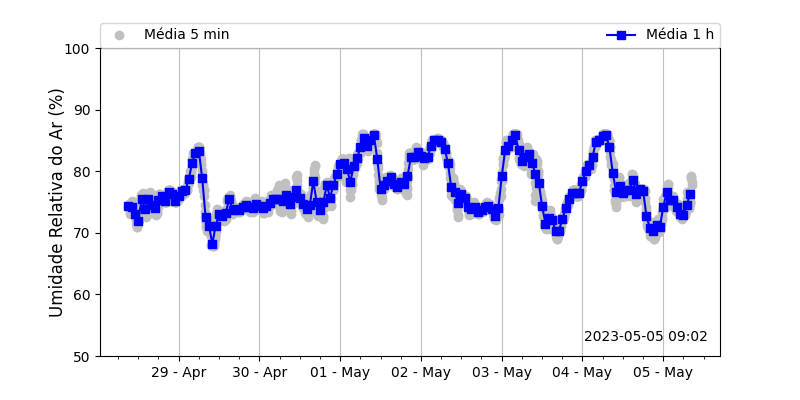 Média 5 min
Média 1 h
Umidade Relativa do Ar (%)
100
90
80
70
60
50
2023-05-05 09:02
29 - Apr
30 - Apr
01 - May
02 - May
03 - May
04 - May
05 - May